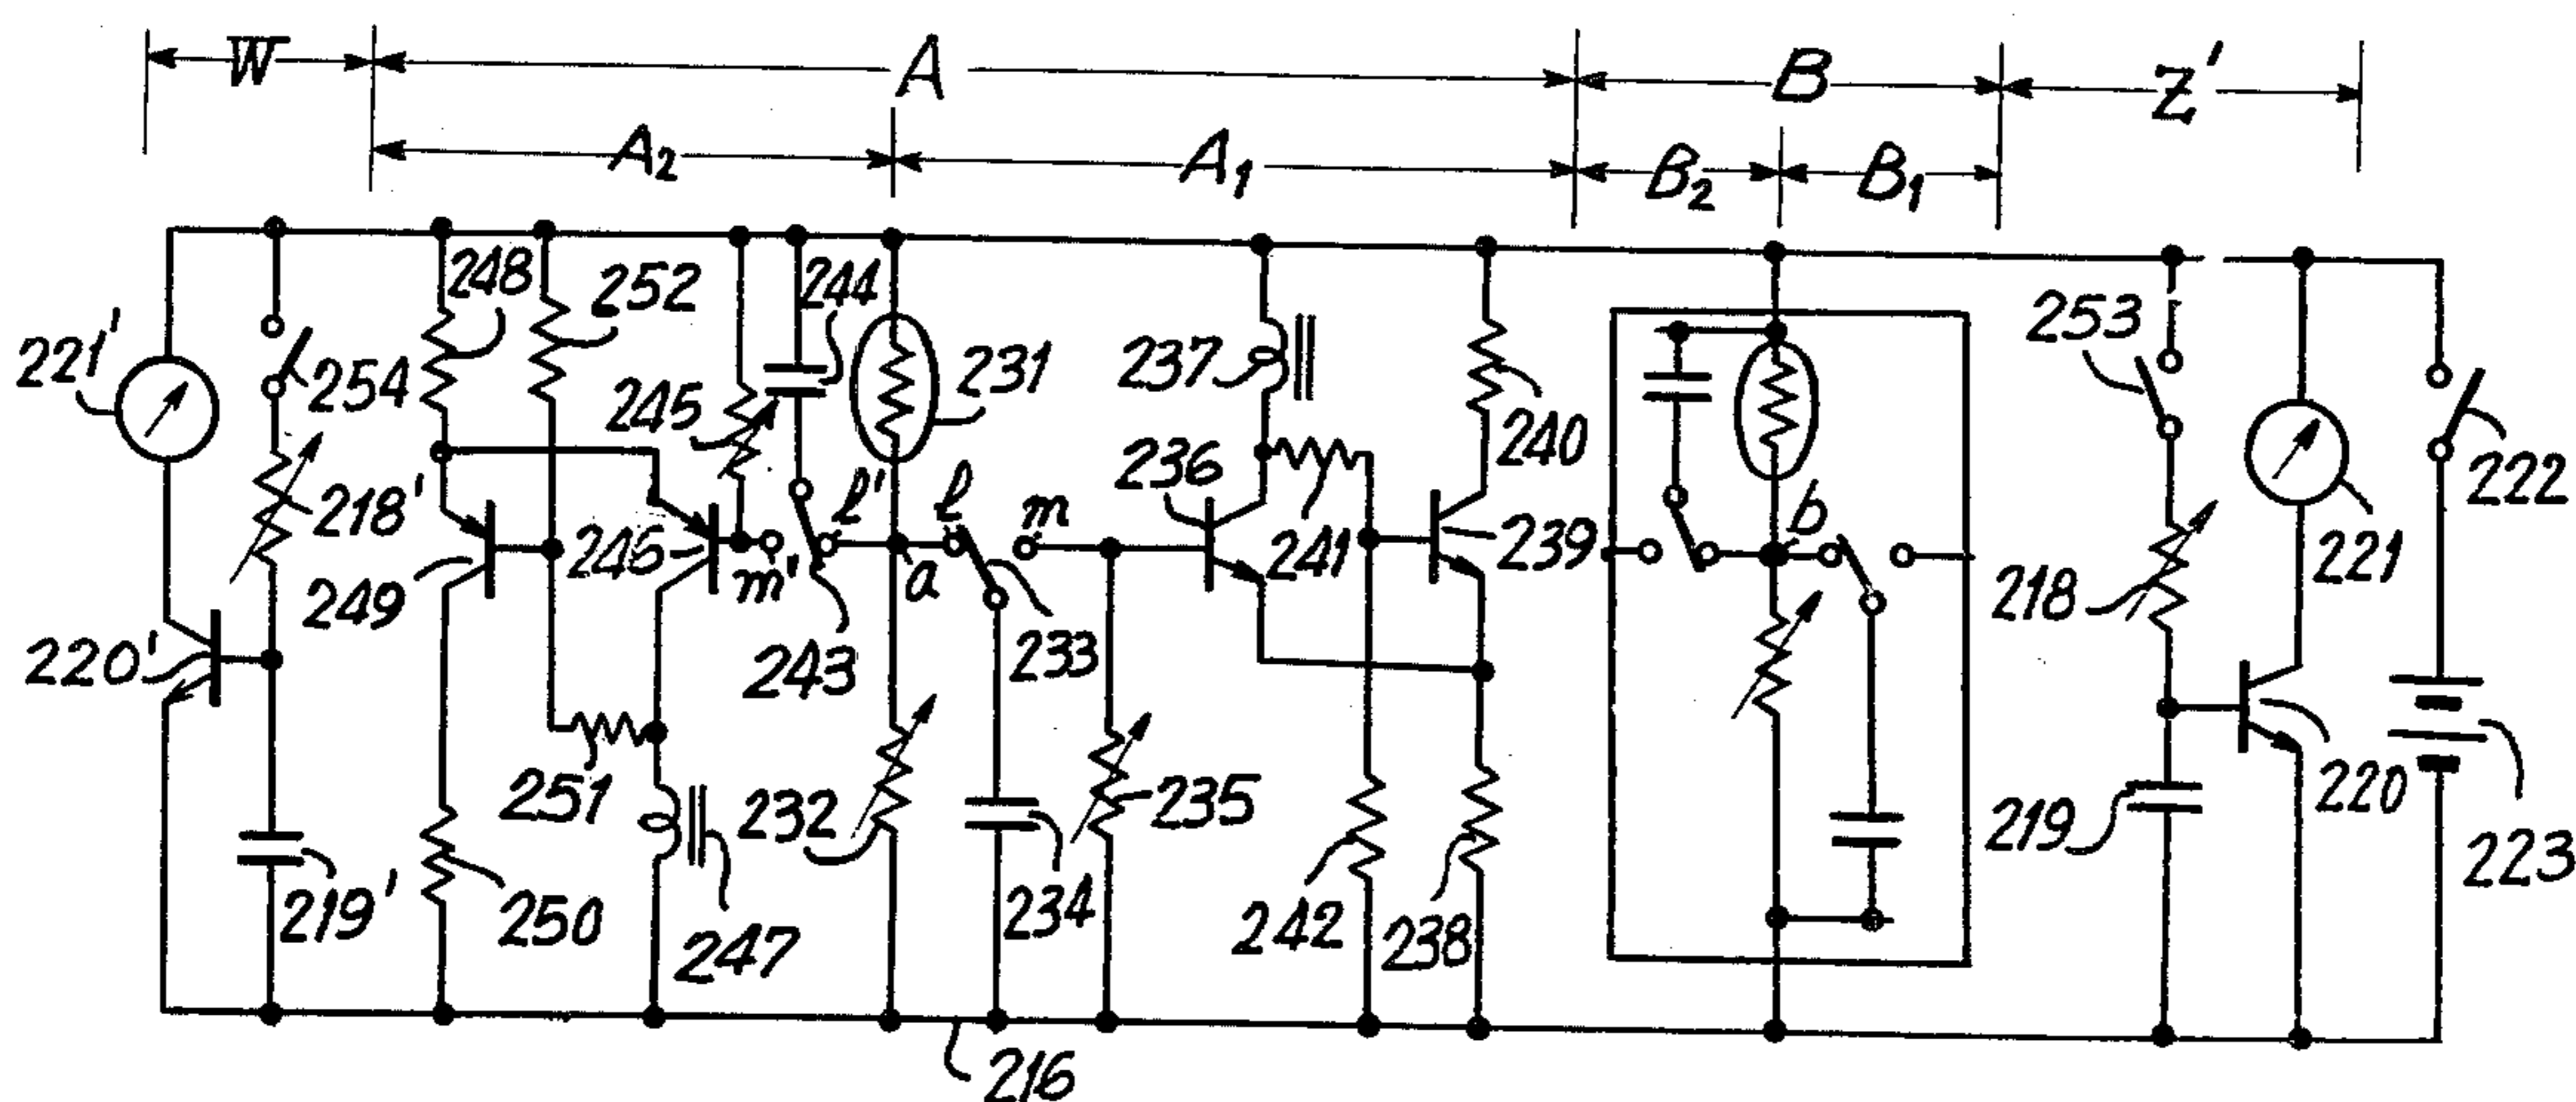 W A B Z'
A2 A1 B2 B1
248 252 244 253
221' 254 245 231 237 240 222
218' l' l m 236 b
249 246 m' a 241 239 218 221
220' 243 233
251 232 235 219 220
219' 250 247 234 242 238 223
216